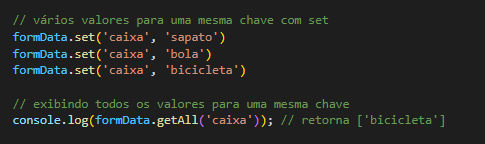 // vários valores para uma mesma chave com set
formData.set('caixa', 'sapato')
formData.set('caixa', 'bola')
formData.set('caixa', 'bicicleta')

// exibindo todos os valores para uma mesma chave
console.log(formData.getAll('caixa')); // retorna ['bicicleta']